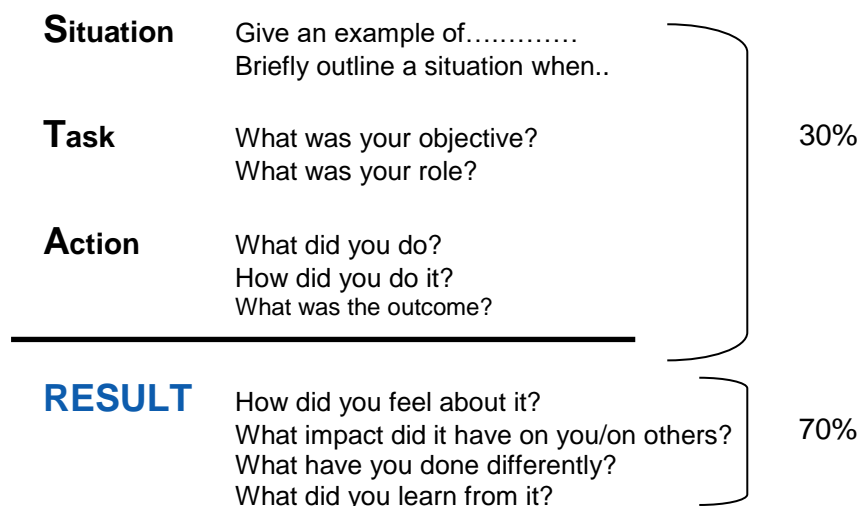 Situation Give an example of…..………
Briefly outline a situation when..
Task What was your objective? 30%
What was your role?
Action What did you do?
How did you do it?
What was the outcome?
RESULT How did you feel about it?
What impact did it have on you/on others? 70%
What have you done differently?
What did you learn from it?